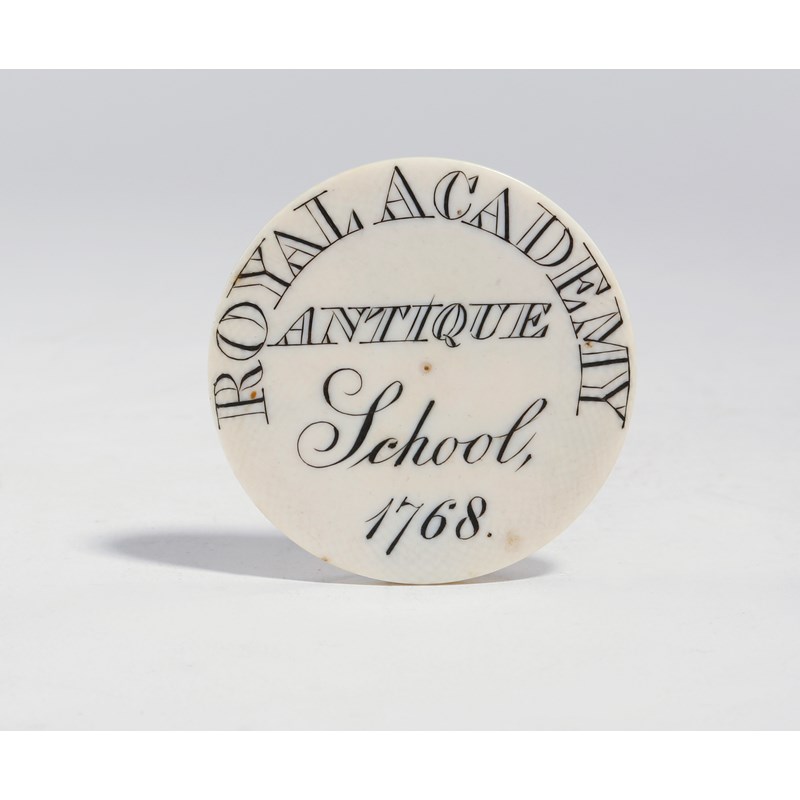 ROYAL ACADEMY
ANTIQUE
School,
1768.